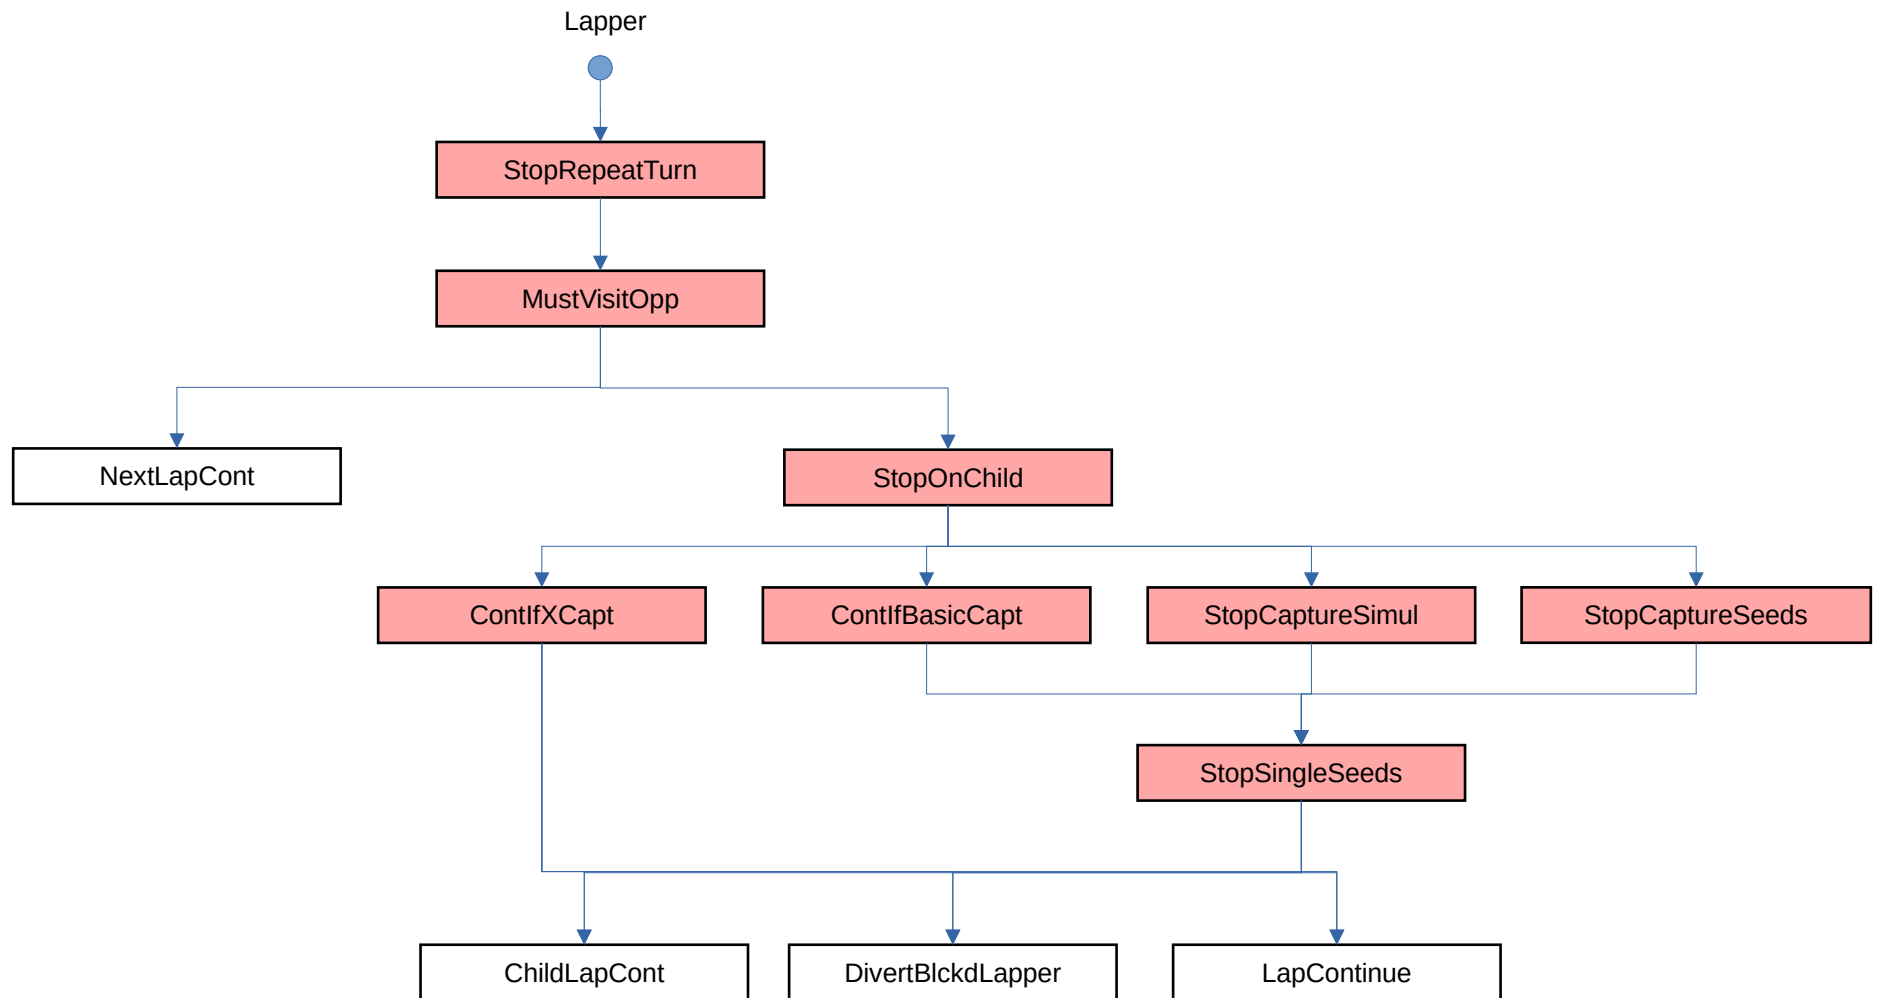 Lapper
StopRepeatTurn
MustVisitOpp
NextLapCont
StopOnChild
ContIfXCapt
ContIfBasicCapt
StopCaptureSimul
StopCaptureSeeds
StopSingleSeeds
ChildLapCont
DivertBlckdLapper
LapContinue